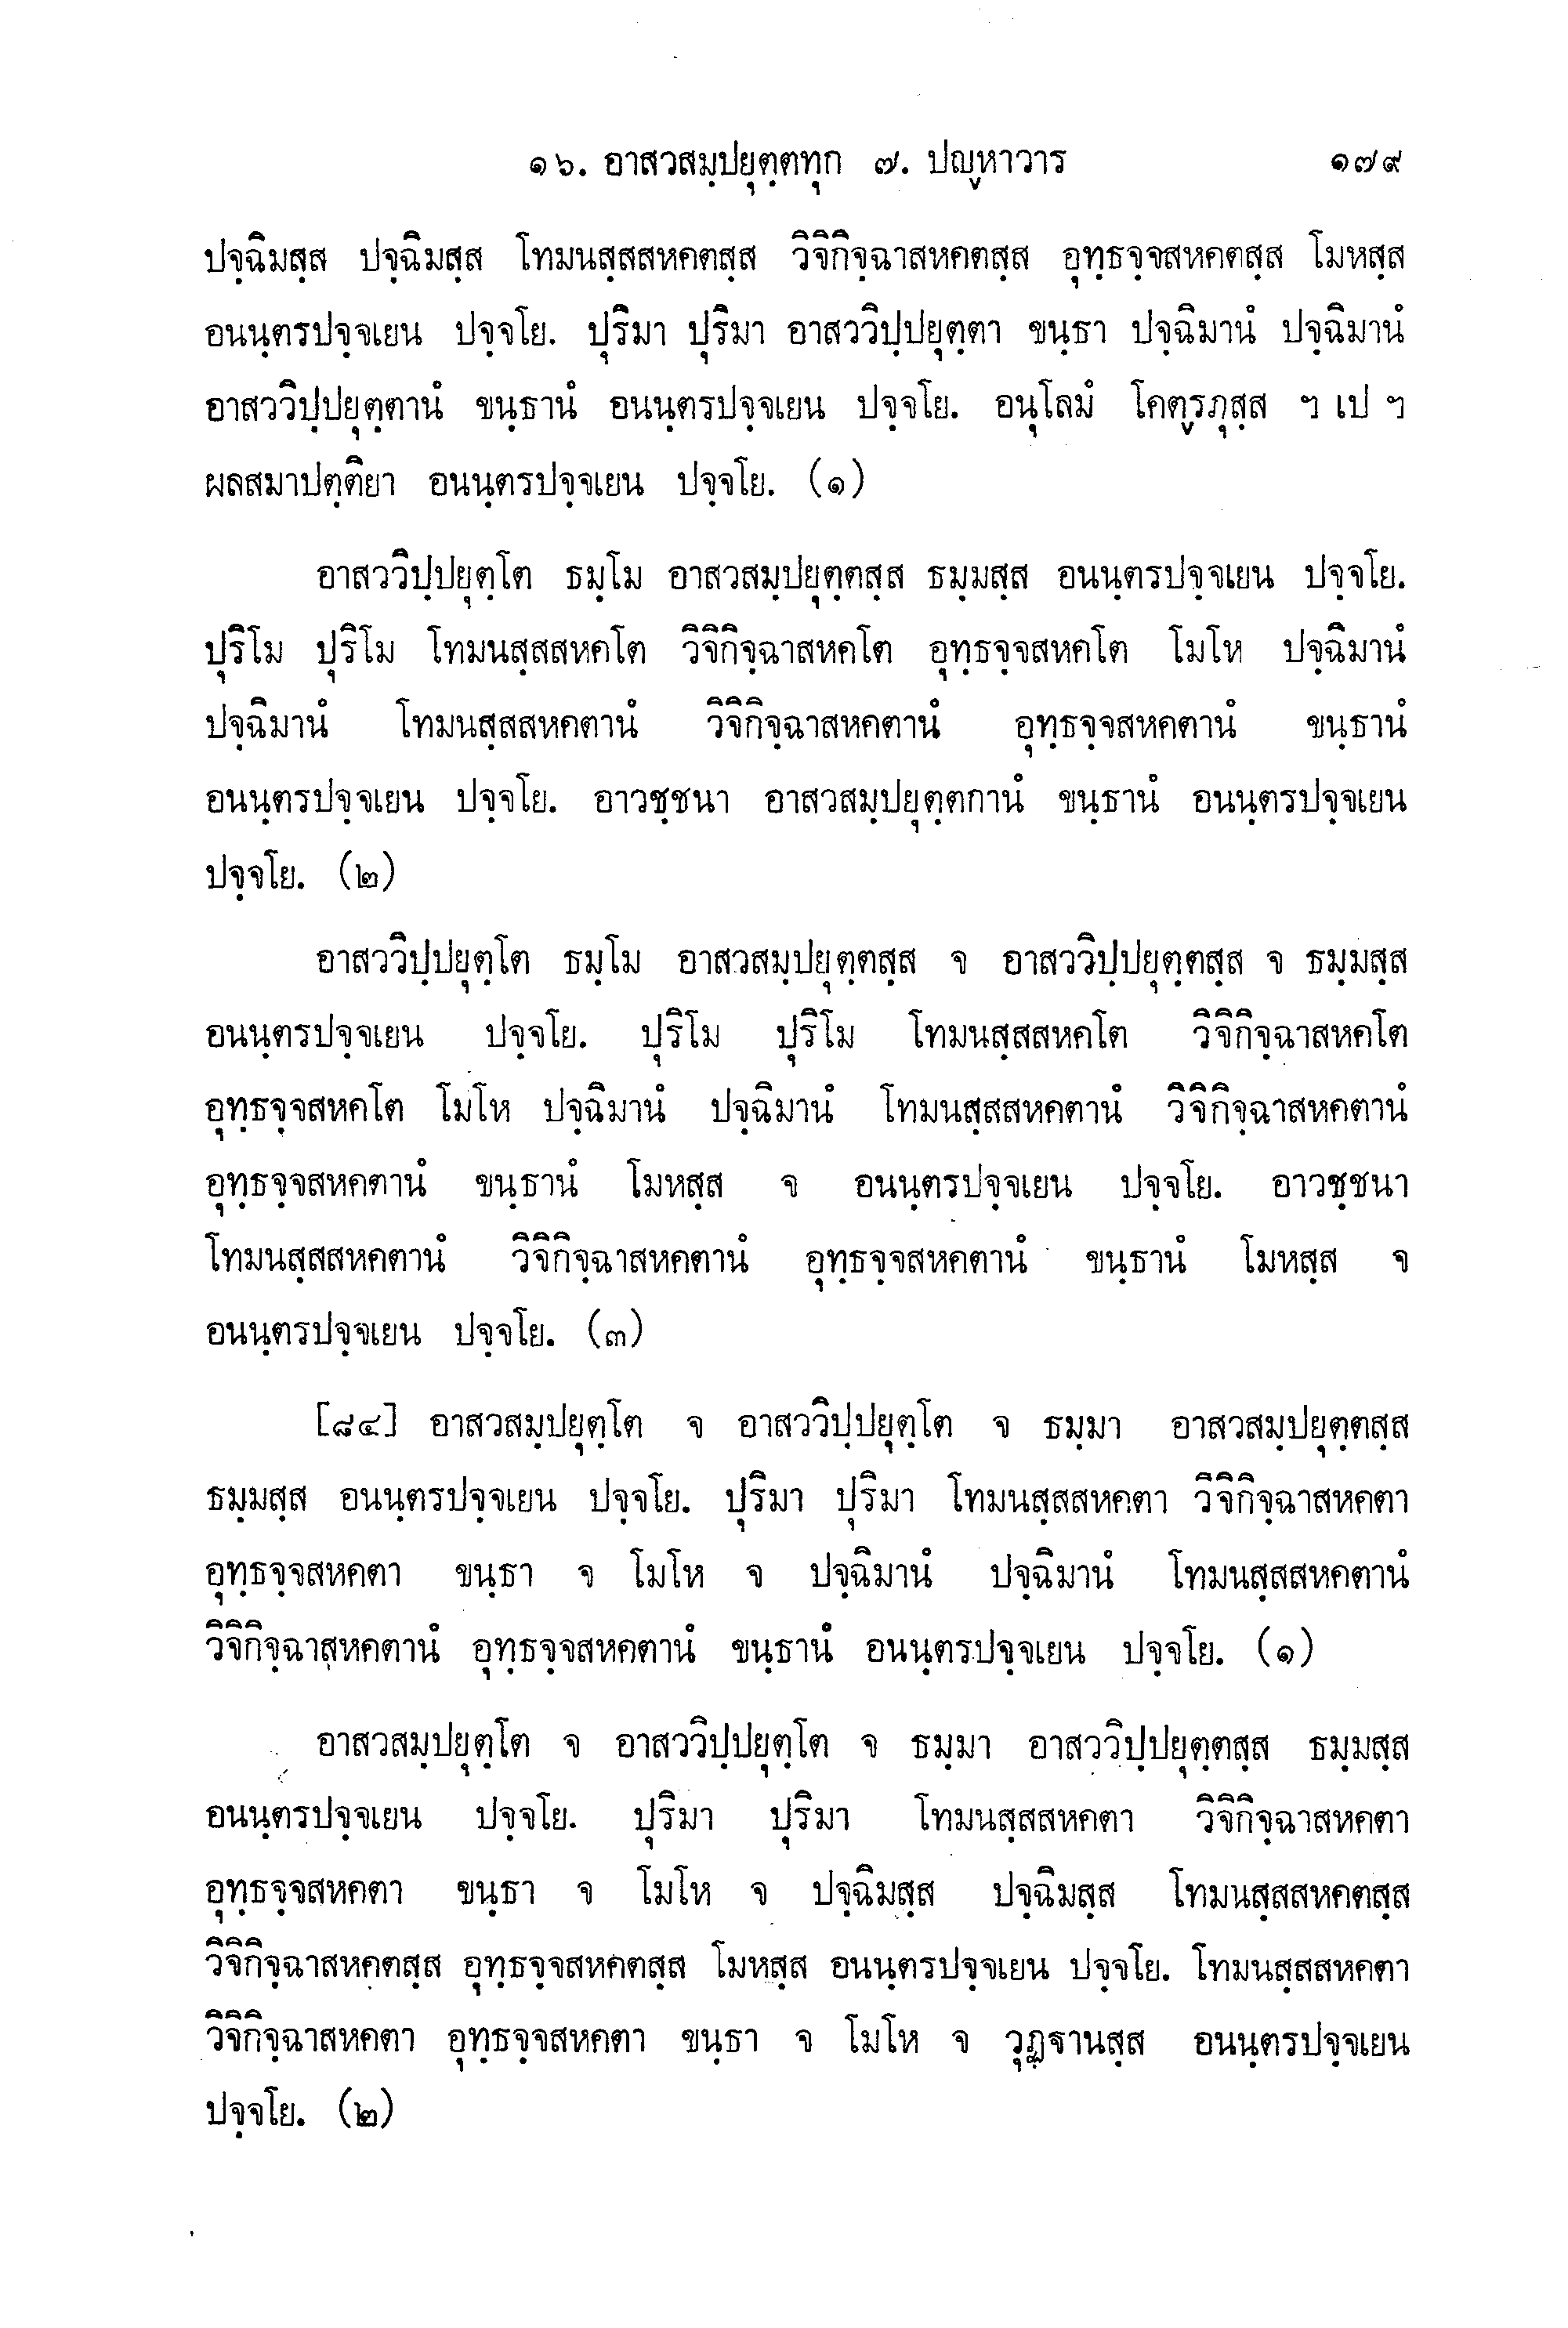 ๑๖. อาสวสมฺปยุตฺตทุก ๗. ปญฺหาวาร ๑๗๙
ปจฺฉิมสฺส ปจฺฉิมสฺส โทมนสฺสสหคตสฺส วิจิกิจฺฉาสหคตสฺส อุทฺธจฺจสหคตสฺส โมหสฺส
อนนฺตรปจฺจเยน ปจฺจโย. ปุริมา ปุริมา อาสววิปฺปยุตฺตา ขนฺธา ปจฺฉิมานํ ปจฺฉิมานํ
อาสววิปฺปยุตฺตานํ ขนฺธานํ อนนฺตรปจฺจเยน ปจฺจโย. อนุโลมํ โคตฺรภุสฺส ฯ เป ฯ
ผลสมาปตฺติยา อนนฺตรปจฺจเยน ปจฺจโย. (๑)
อาสววิปฺปยุตฺโต ธมฺโม อาสวสมฺปยุตฺตสฺส ธมฺมสฺส อนนฺตรปจฺจเยน ปจฺจโย.
ปุริโม ปุริโม โทมนสฺสสหคโต วิจิกิจฺฉาสหคโต อุทฺธจฺจสหคโต โมโห ปจฺฉิมานํ
ปจฺฉิมานํ โทมนสฺสสหคตานํ วิจิกิจฺฉาสหคตานํ อุทฺธจฺจสหคตานํ ขนฺธานํ
อนนฺตรปจฺจเยน ปจฺจโย. อาวชฺชนา อาสวสมฺปยุตฺตกานํ ขนฺธานํ อนนฺตรปจฺจเยน
ปจฺจโย. (๒)
อาสววิปฺปยุตฺโต ธมฺโม อาสวสมฺปยุตฺตสฺส จ อาสววิปฺปยุตฺตสฺส จ ธมฺมสฺส
อนนฺตรปจฺจเยน ปจฺจโย. ปุริโม ปุริโม โทมนสฺสสหคโต วิจิกิจฺฉาสหคโต
อุทฺธจฺจสหคโต โมโห ปจฺฉิมานํ ปจฺฉิมานํ โทมนสฺสสหคตานํ วิจิกิจฺฉาสหคตานํ
อุทฺธจฺจสหคตานํ ขนฺธานํ โมหสฺส จ อนนฺตรปจฺจเยน ปจฺจโย. อาวชฺชนา
โทมนสฺสสหคตานํ วิจิกิจฺฉาสหคตานํ อุทฺธจฺจสหคตานํ ขนฺธานํ โมหสฺส จ
อนนฺตรปจฺจเยน ปจฺจโย. (๓)
[๘๔] อาสวสมฺปยุตฺโต จ อาสววิปฺปยุตฺโต จ ธมฺมา อาสวสมฺปยุตฺตสฺส
ธมฺมสฺส อนนฺตรปจฺจเยน ปจฺจโย. ปุริมา ปุริมา โทมนสฺสสหคตา วิจิกิจฺฉาสหคตา
อุทฺธจฺจสหคตา ขนฺธา จ โมโห จ ปจฺฉิมานํ ปจฺฉิมานํ โทมนสฺสสหคตานํ
วิจิกิจฺฉาสหคตานํ อุทฺธจฺจสหคตานํ ขนฺธานํ อนนฺตรปจฺจเยน ปจฺจโย. (๑)
อาสวสมฺปยุตฺโต จ อาสววิปฺปยุตฺโต จ ธมฺมา อาสววิปฺปยุตฺตสฺส ธมฺมสฺส
อนนฺตรปจฺจเยน ปจฺจโย. ปุริมา ปุริมา โทมนสฺสสหคตา วิจิกิจฺฉาสหคตา
อุทฺธจฺจสหคตา ขนฺธา จ โมโห จ ปจฺฉิมสฺส ปจฺฉิมสฺส โทมนสฺสสหคตสฺส
วิจิกิจฺฉาสหคตสฺส อุทฺธจฺจสหคตสฺส โมหสฺส อนนฺตรปจฺจเยน ปจฺจโย. โทมนสฺสสหคตา
วิจิกิจฺฉาสหคตา อุทฺธจฺจสหคตา ขนฺธา จ โมโห จ วุฏฺฐานสฺส อนนฺตรปจฺจเยน
ปจฺจโย. (๒)